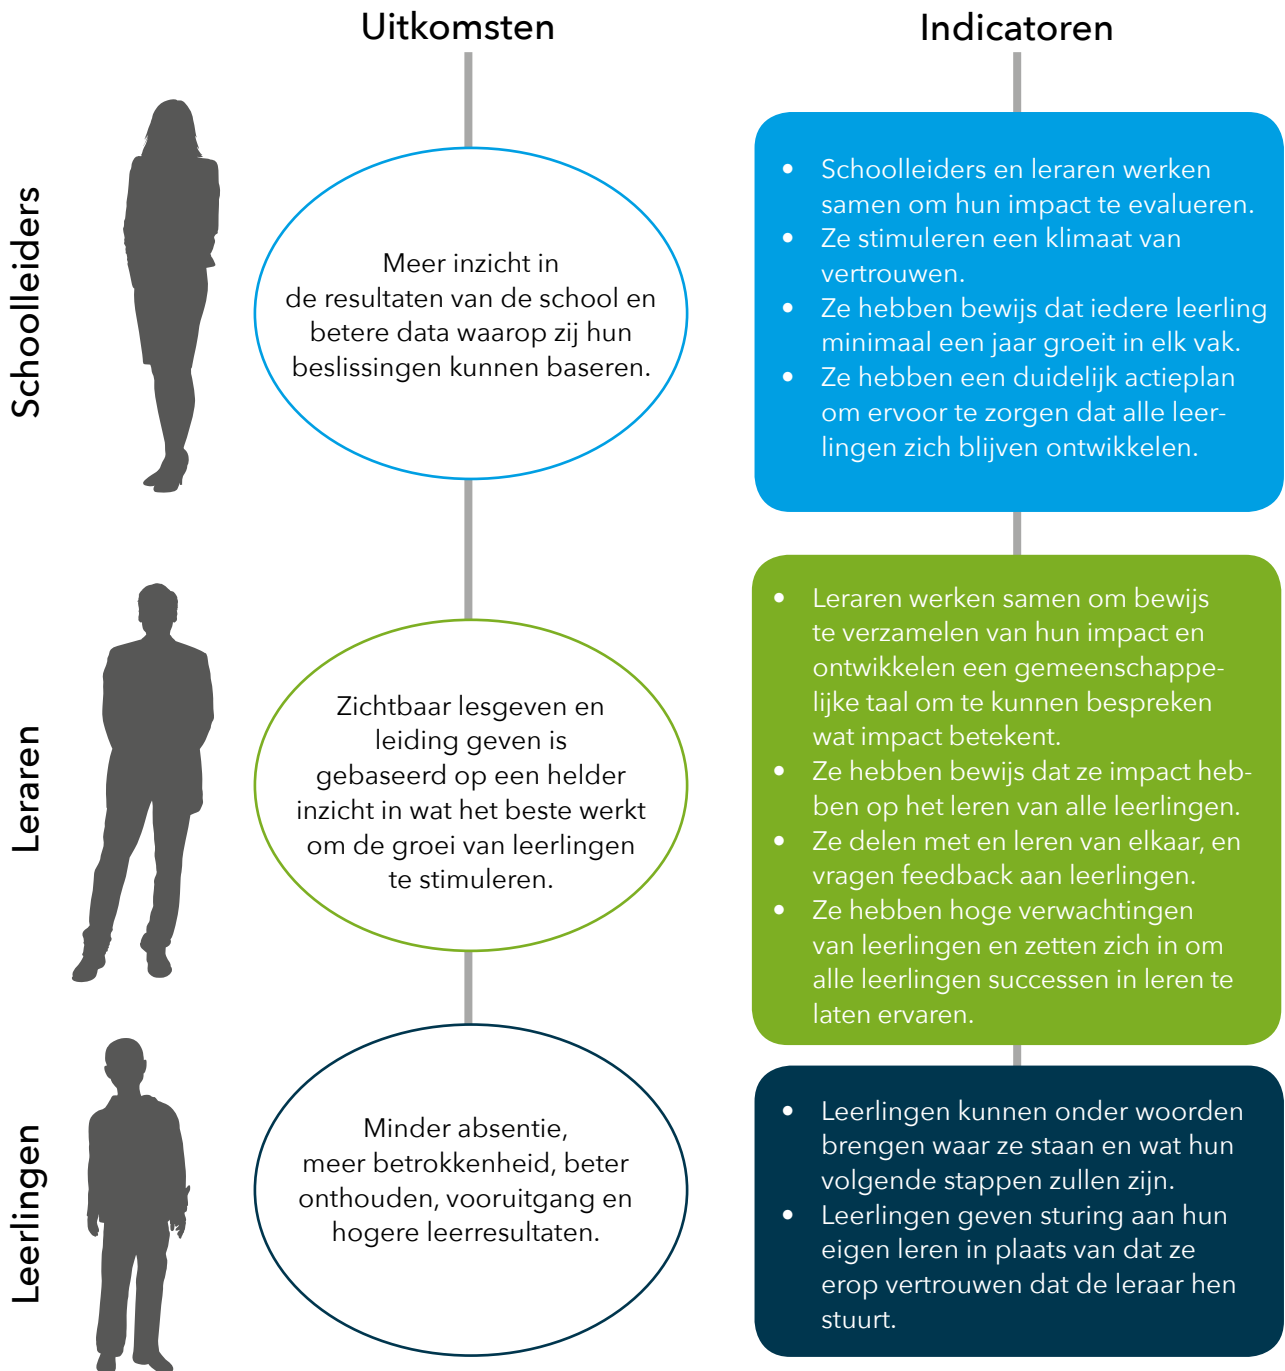 Uitkomsten
Indicatoren
Schoolleiders
Meer inzicht in
de resultaten van de school en
betere data waarop zij hun
beslissingen kunnen baseren.
• Schoolleiders en leraren werken
samen om hun impact te evalueren.
• Ze stimuleren een klimaat van
vertrouwen.
• Ze hebben bewijs dat iedere leerling
minimaal een jaar groeit in elk vak.
• Ze hebben een duidelijk actieplan
om ervoor te zorgen dat alle leer-
lingen zich blijven ontwikkelen.
Leraren
Zichtbaar lesgeven en
leiding geven is
gebaseerd op een helder
inzicht in wat het beste werkt
om de groei van leerlingen
te stimuleren.
• Leraren werken samen om bewijs
te verzamelen van hun impact en
ontwikkelen een gemeenschappe-
lijke taal om te kunnen bespreken
wat impact betekent.
• Ze hebben bewijs dat ze impact heb-
ben op het leren van alle leerlingen.
• Ze delen met en leren van elkaar, en
vragen feedback aan leerlingen.
• Ze hebben hoge verwachtingen
van leerlingen en zetten zich in om
alle leerlingen successen in leren te
laten ervaren.
Leerlingen
Minder absentie,
meer betrokkenheid, beter
onthouden, vooruitgang en
hogere leerresultaten.
• Leerlingen kunnen onder woorden
brengen waar ze staan en wat hun
volgende stappen zullen zijn.
• Leerlingen geven sturing aan hun
eigen leren in plaats van dat ze
erop vertrouwen dat de leraar hen
stuurt.